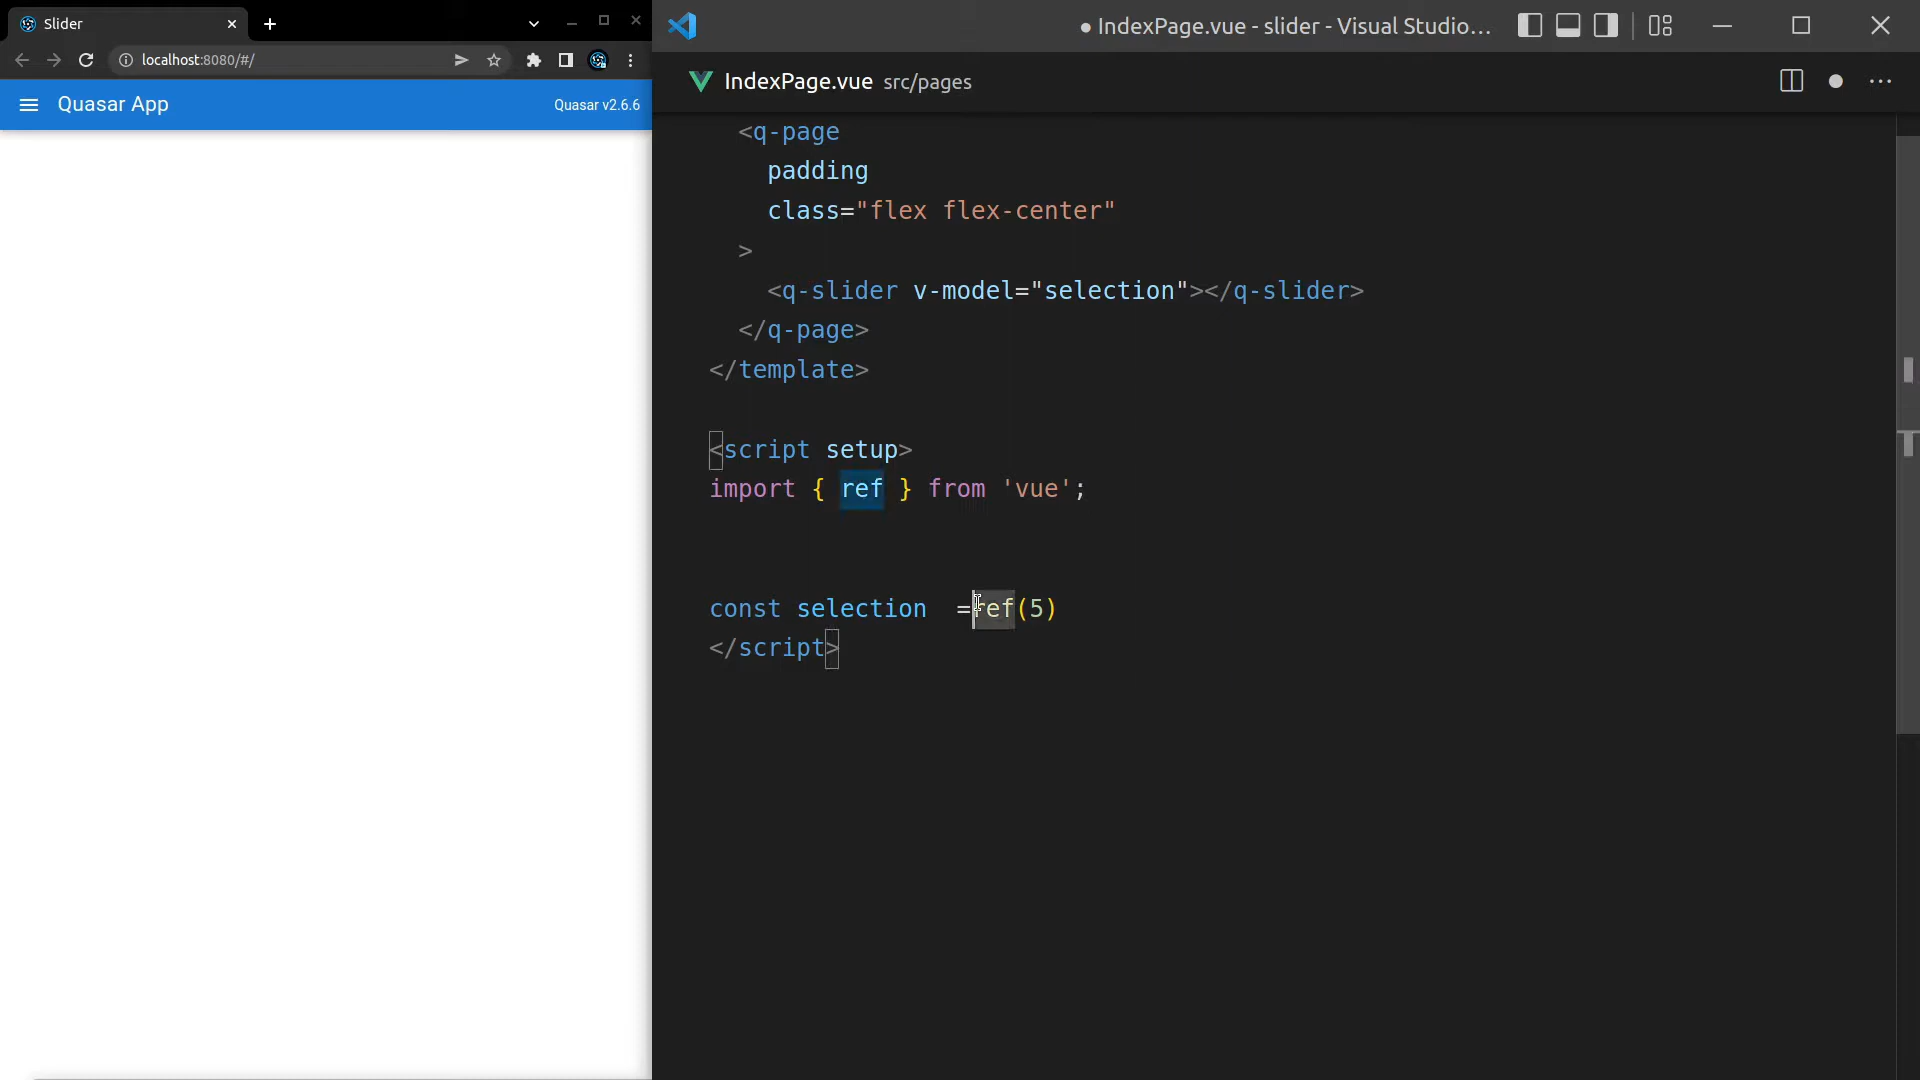 Slider
localhost:8080/#/
Quasar App
Quasar v2.6.6
● IndexPage.vue - slider - Visual Studio...
IndexPage.vue src/pages
<q-page
padding
class="flex flex-center"
>
<q-slider v-model="selection"></q-slider>
</q-page>
</template>
<script setup>
import { ref } from 'vue';
const selection  =ref(5)
</script>